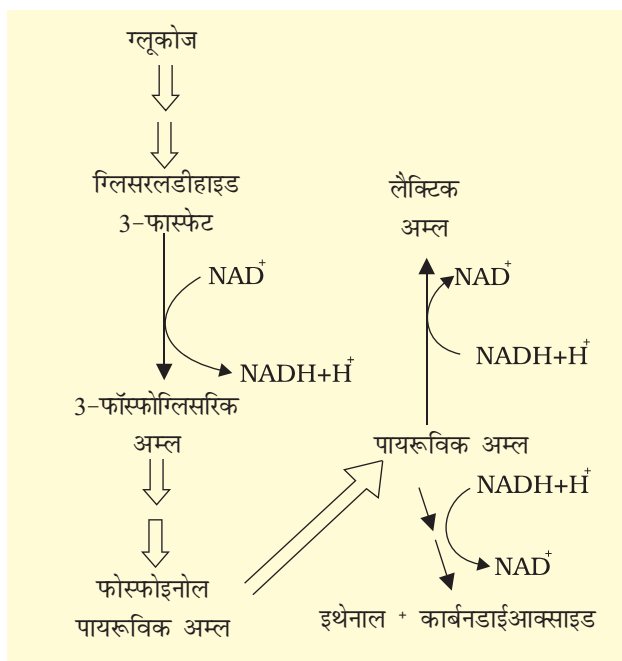 ग्लूकोज
ग्लिसरलडीहाइड
3-फास्फेट
NAD+
NADH+H+
3-फॉस्फोग्लिसरिक
अम्ल
फोस्फोइनोल
पायरूविक अम्ल
लैक्टिक
अम्ल
NAD+
NADH+H+
पायरूविक अम्ल
NADH+H+
NAD+
इथेनाल + कार्बनडाईआक्साइड